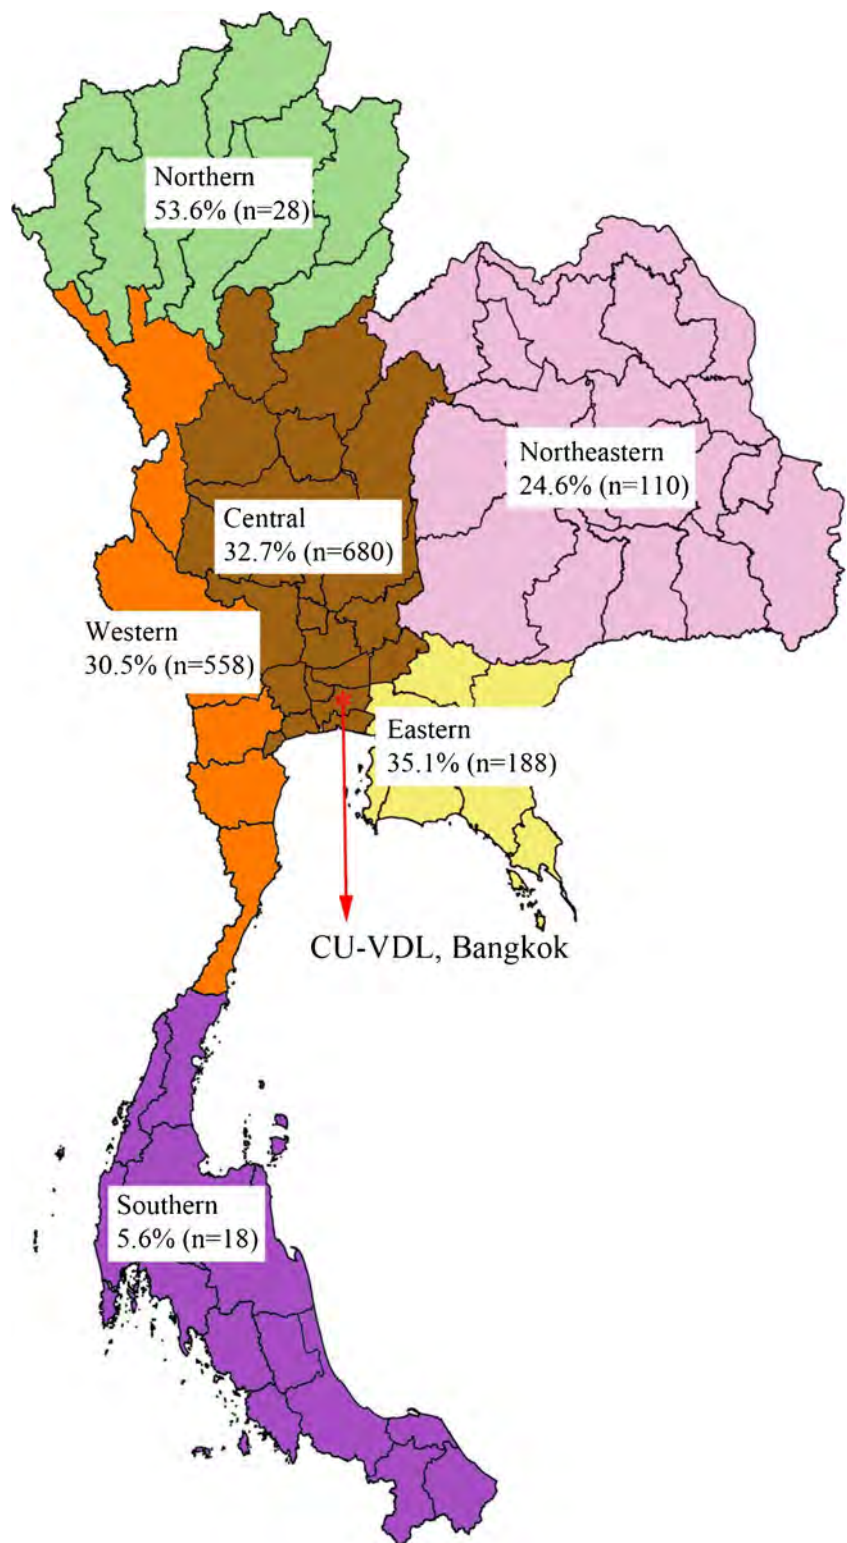 Northern
53.6% (n=28)
Northeastern
24.6% (n=110)
Central
32.7% (n=680)
Western
30.5% (n=558)
Eastern
35.1% (n=188)
CU-VDL, Bangkok
Southern
5.6% (n=18)